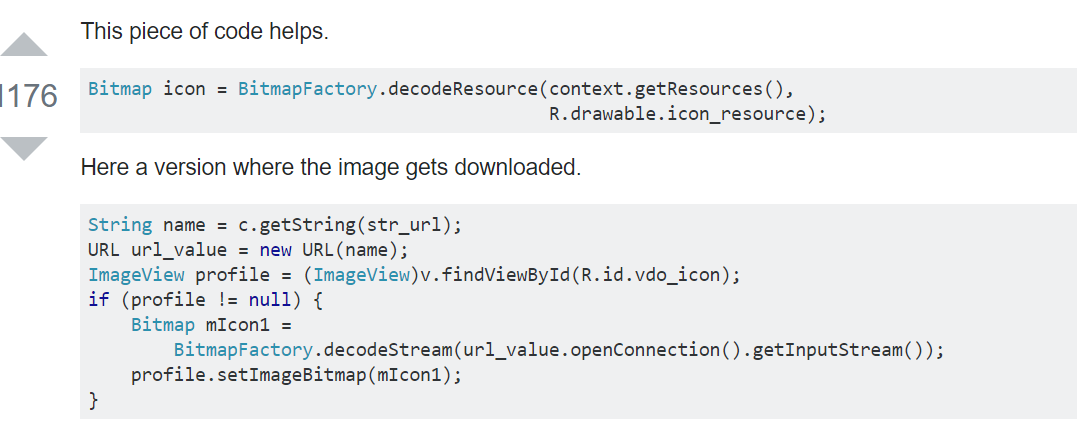 This piece of code helps.
1176
Bitmap icon = BitmapFactory.decodeResource(context.getResources(),
R.drawable.icon_resource);
Here a version where the image gets downloaded.
String name = c.getString(str_url);
URL url_value = new URL(name);
ImageView profile = (ImageView)v.findViewById(R.id.vdo_icon);
if (profile != null) {
Bitmap mIcon1 =
BitmapFactory.decodeStream(url_value.openConnection().getInputStream());
profile.setImageBitmap(mIcon1);
}